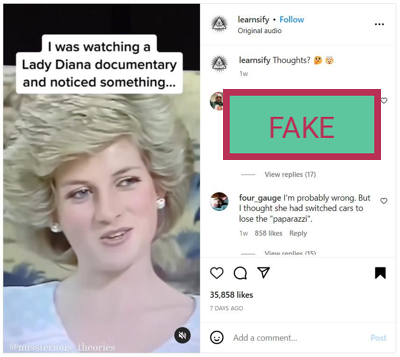 I was watching a
Lady Diana documentary
and noticed something...
@misterious_theories
learnsify • Follow
Original audio
learnsify Thoughts? 🤔 🤯
1w
FAKE
View replies (17)
four_gauge I'm probably wrong. But
I thought she had switched cars to
lose the "paparazzi".
1w 858 likes Reply
View replies (15)
35,858 likes
7 DAYS AGO
Add a comment... Post